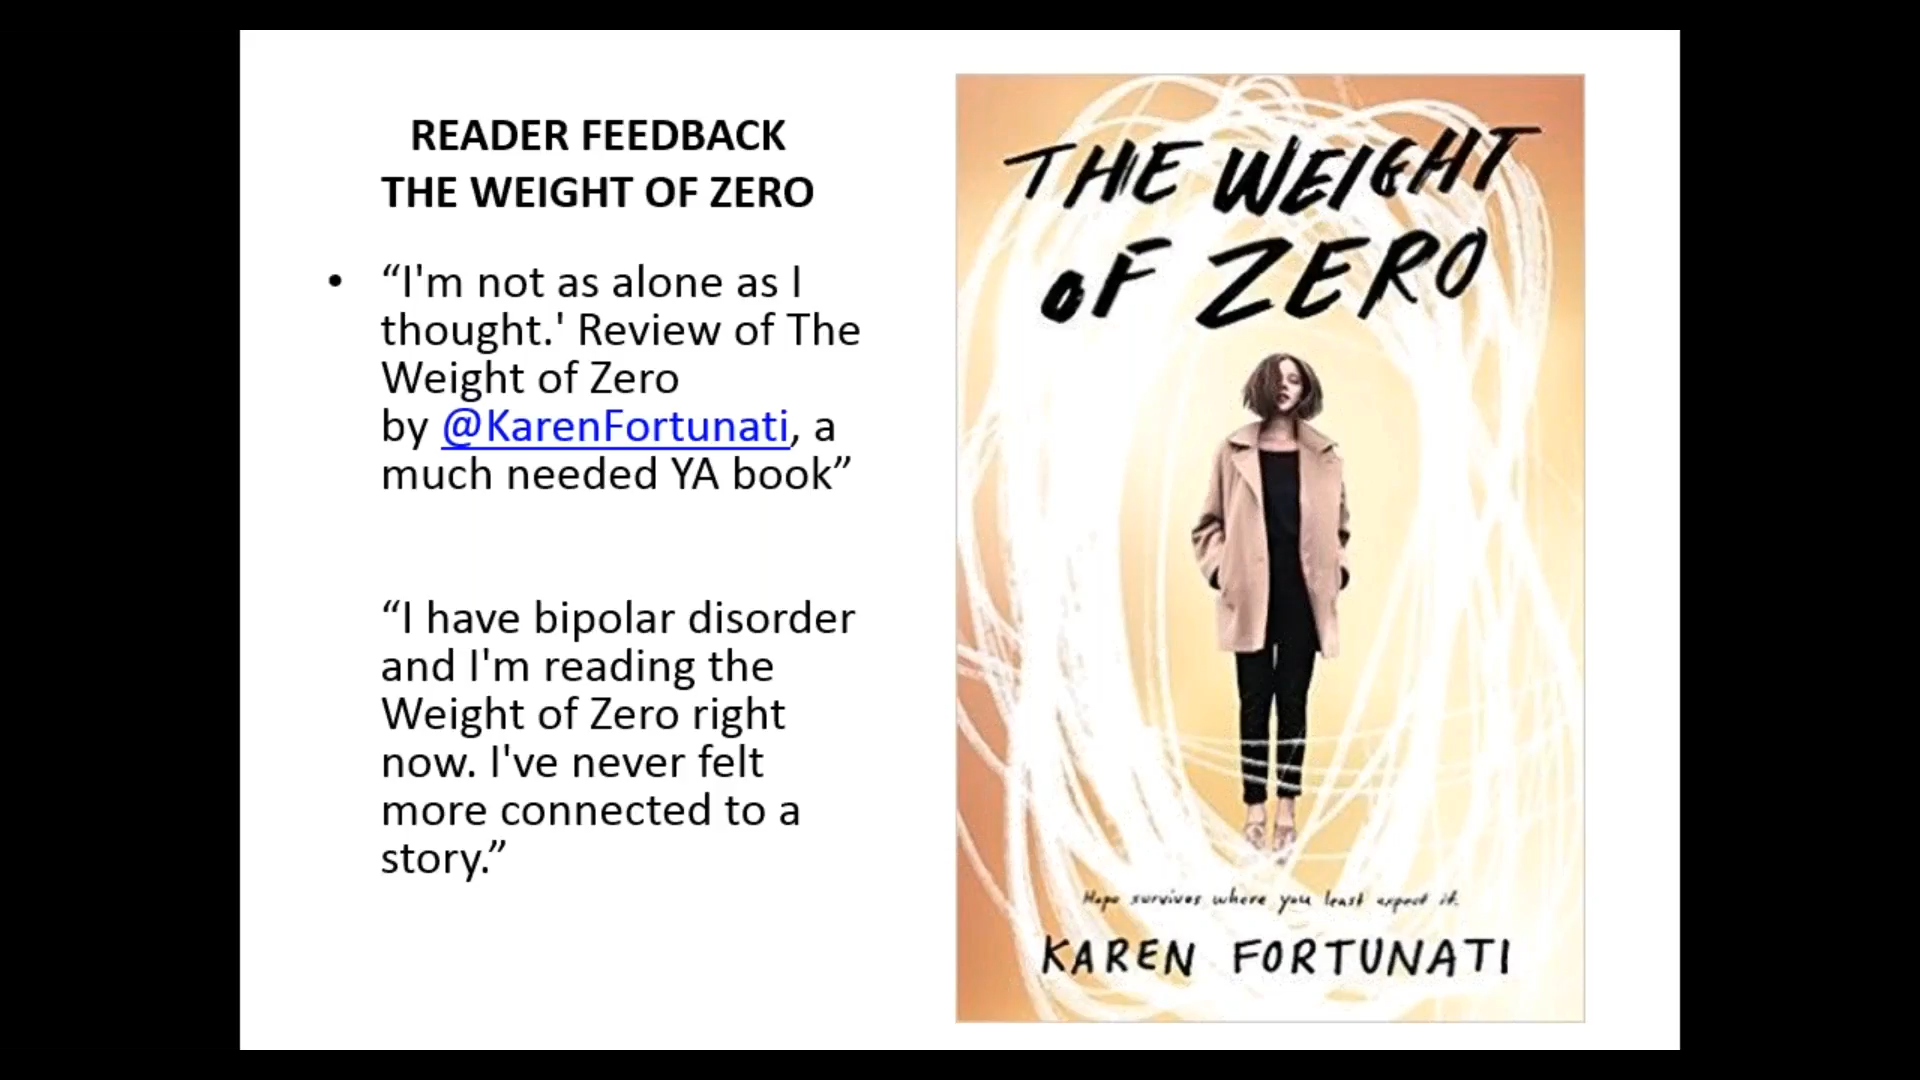 READER FEEDBACK
THE WEIGHT OF ZERO
• “I'm not as alone as I
thought.' Review of The
Weight of Zero
by @KarenFortunati, a
much needed YA book”
“I have bipolar disorder
and I'm reading the
Weight of Zero right
now. I've never felt
more connected to a
story.”
THE WEIGHT
OF ZERO
Hope survives where you least expect it.
KAREN FORTUNATI